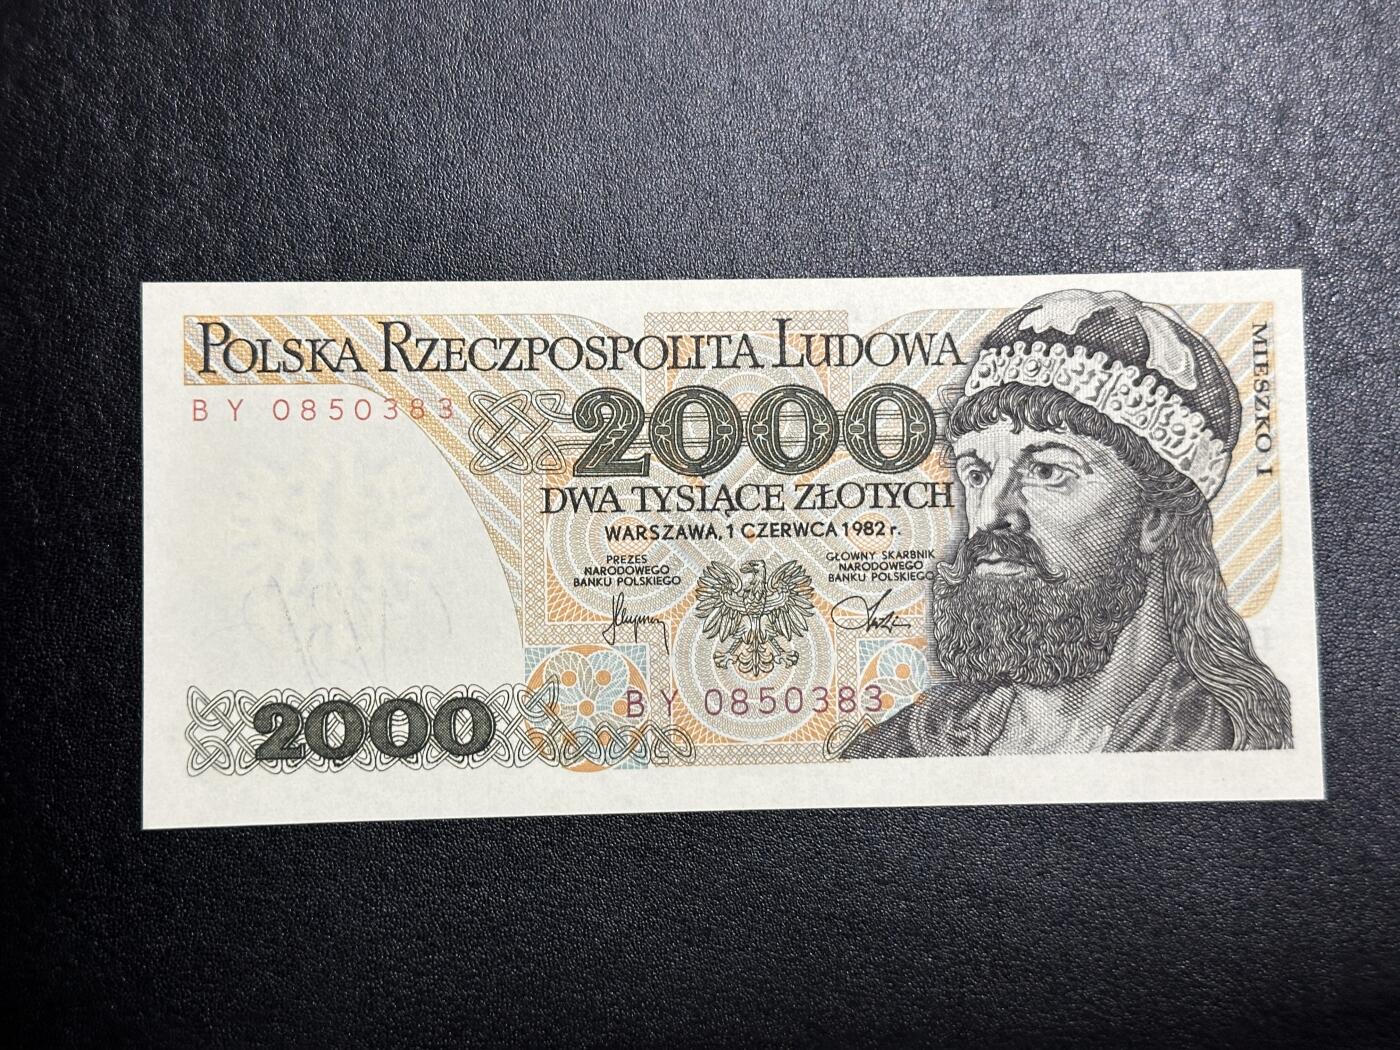 POLSKA RZECZPOSPOLITA LUDOWA
BY 0850383
2000
DWA TYSIĄCE ZŁOTYCH
WARSZAWA, 1 CZERWCA 1982 r.
PREZES
NARODOWEGO
BANKU POLSKIEGO
GŁOWNY SKARBNIK
NARODOWEGO
BANKU POLSKIEGO
BY 0850383
2000
MIESZKO I